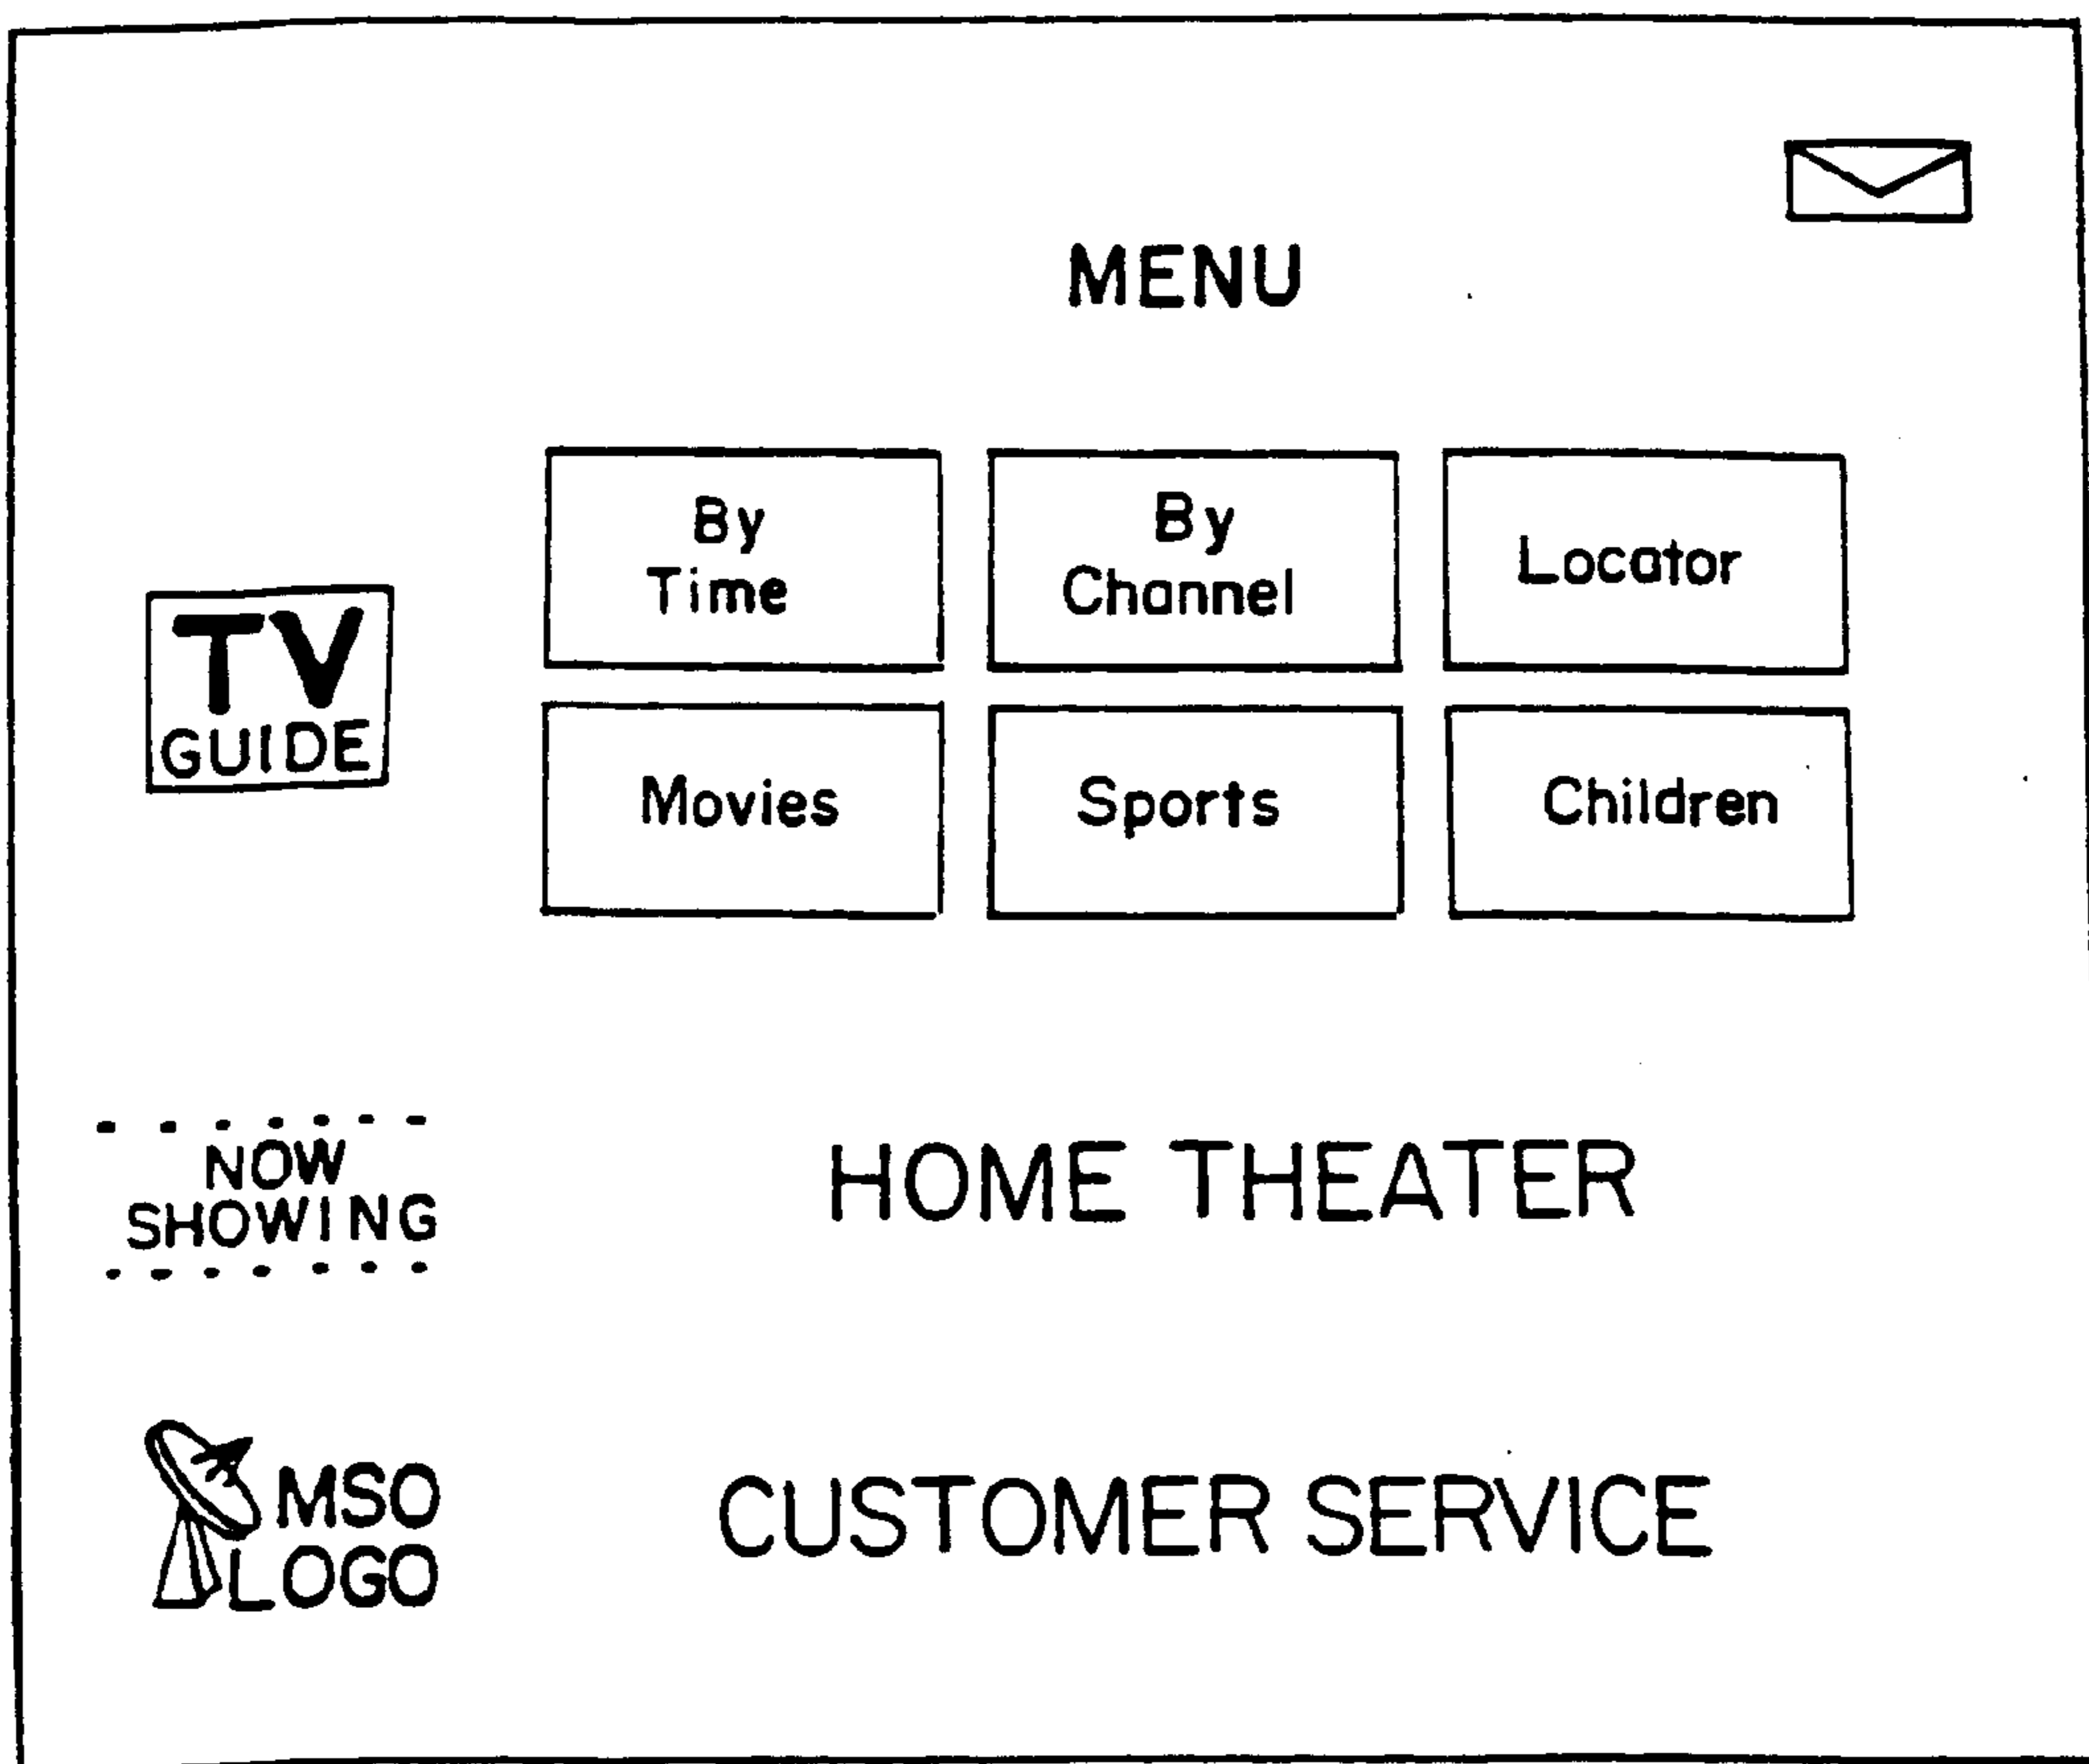 MENU
By
Time
By
Channel
Locator
TV
GUIDE
Movies
Sports
Children
NOW
SHOWING
HOME THEATER
MSO
LOGO
CUSTOMER SERVICE